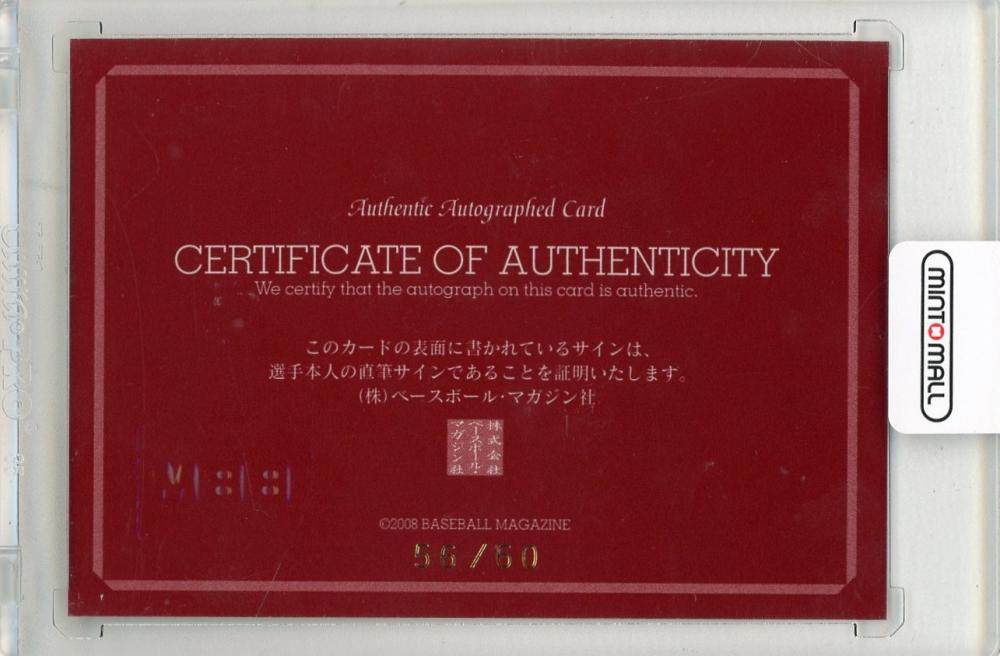 Authentic Autographed Card
CERTIFICATE OF AUTHENTICITY
We certify that the autograph on this card is authentic.
このカードの表面に書かれているサインは、
選手本人の直筆サインであることを証明いたします。
(株)ベースボール・マガジン社
株式会社
ベースボール・
マガジン社
©2008 BASEBALL MAGAZINE
56/60
MINT MALL